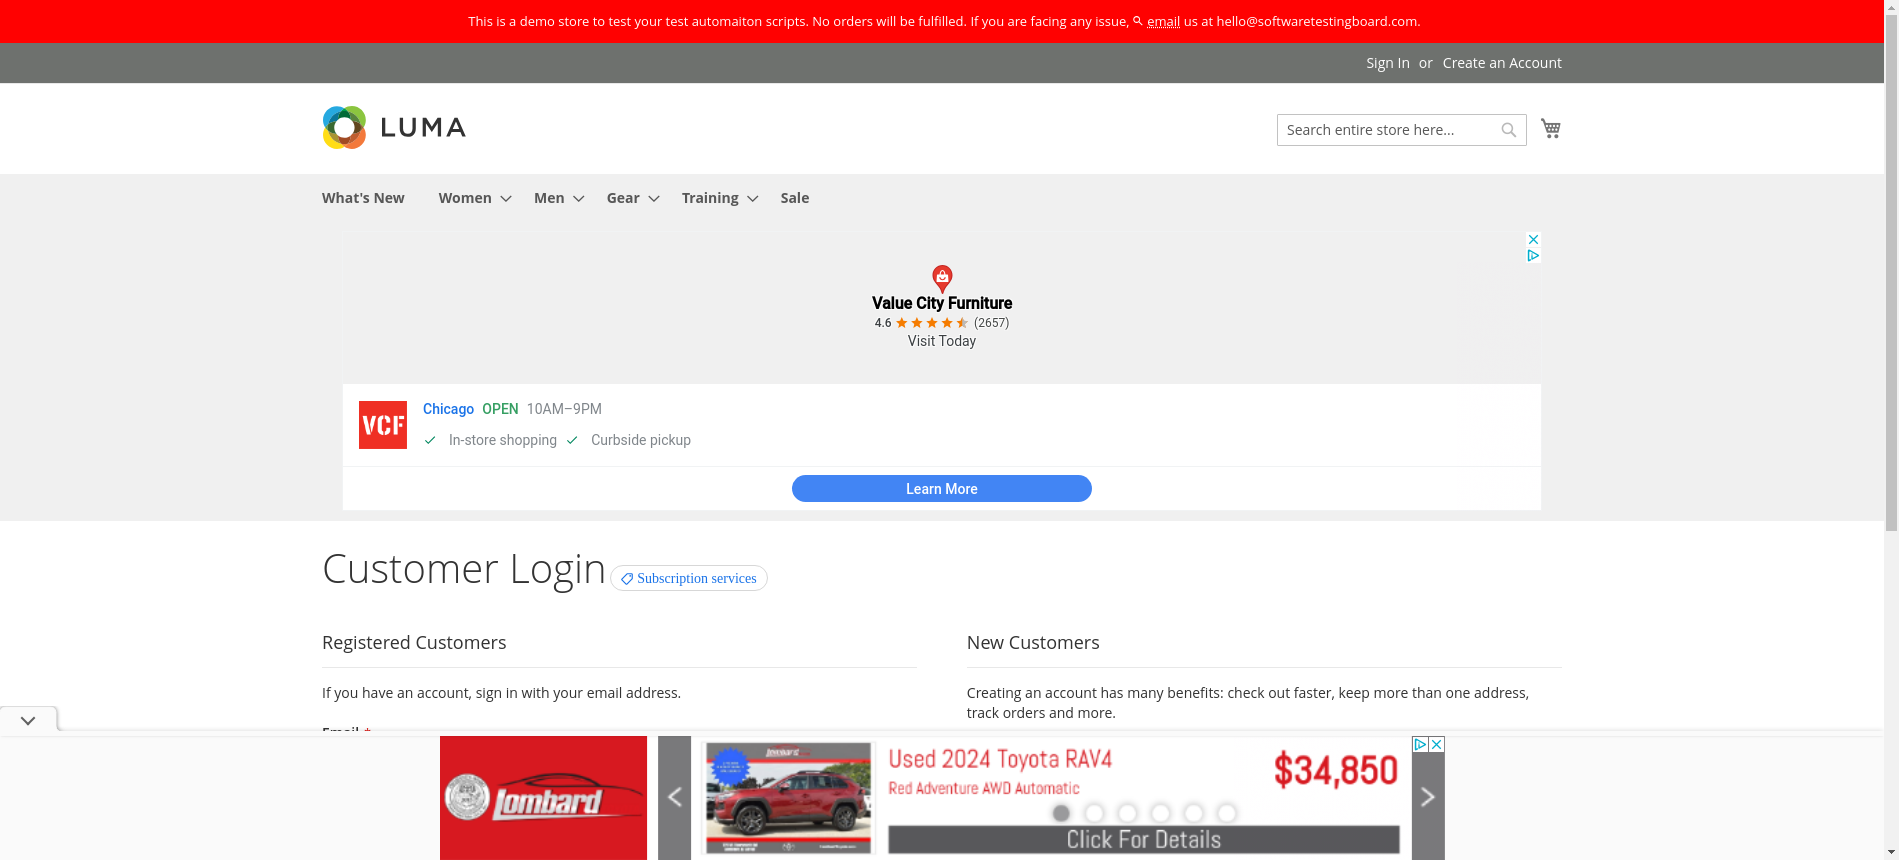 This is a demo store to test your test automaiton scripts. No orders will be fulfilled. If you are facing any issue, email us at hello@softwaretestingboard.com.
Sign In or Create an Account
LUMA
Search entire store here...
What's New Women Men Gear Training Sale
Value City Furniture
4.6 (2657)
Visit Today
VCF
Chicago OPEN 10AM–9PM
In-store shopping Curbside pickup
Learn More
Customer Login
Subscription services
Registered Customers
If you have an account, sign in with your email address.
Email *
New Customers
Creating an account has many benefits: check out faster, keep more than one address,
track orders and more.
lombard
Used 2024 Toyota RAV4
Red Adventure AWD Automatic
$34,850
Click For Details